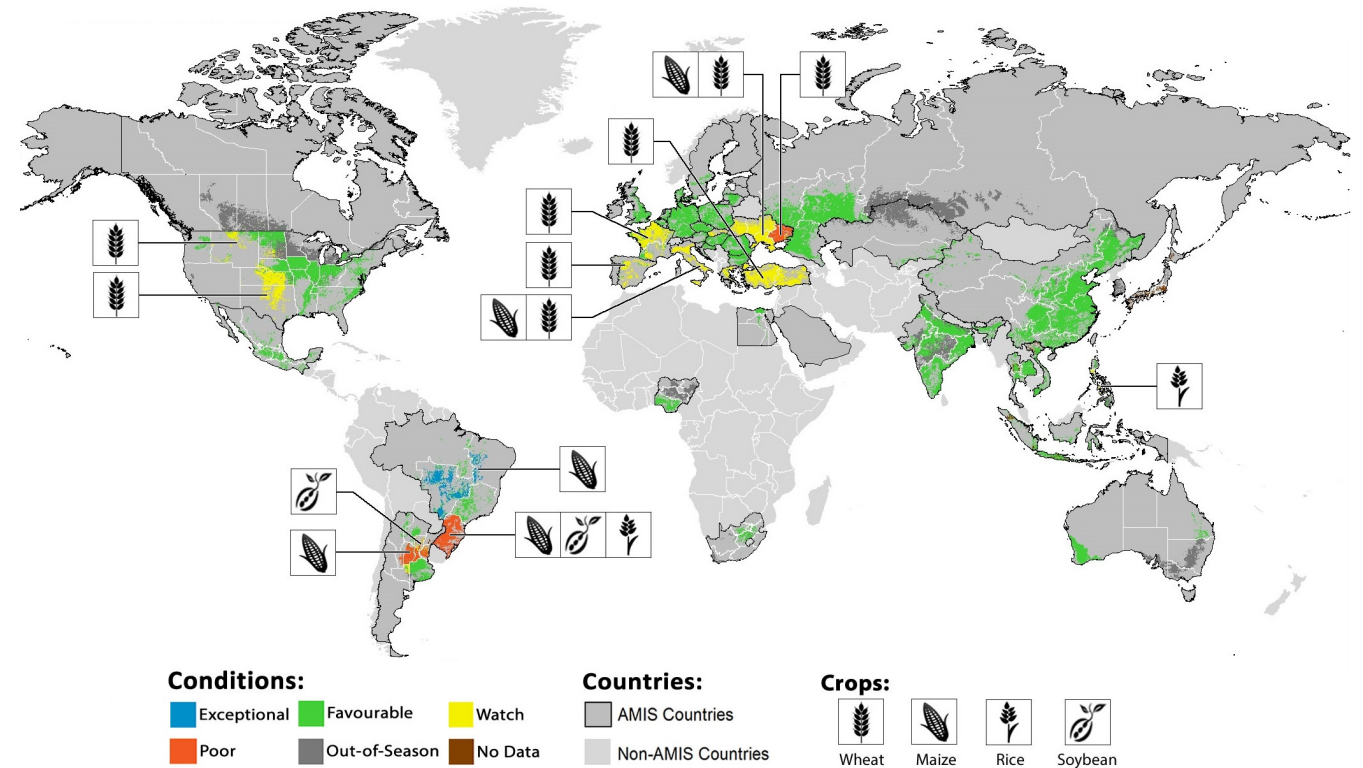 Conditions:
Exceptional
Favourable
Watch
Poor
Out-of-Season
No Data
Countries:
AMIS Countries
Non-AMIS Countries
Crops:
Wheat
Maize
Rice
Soybean